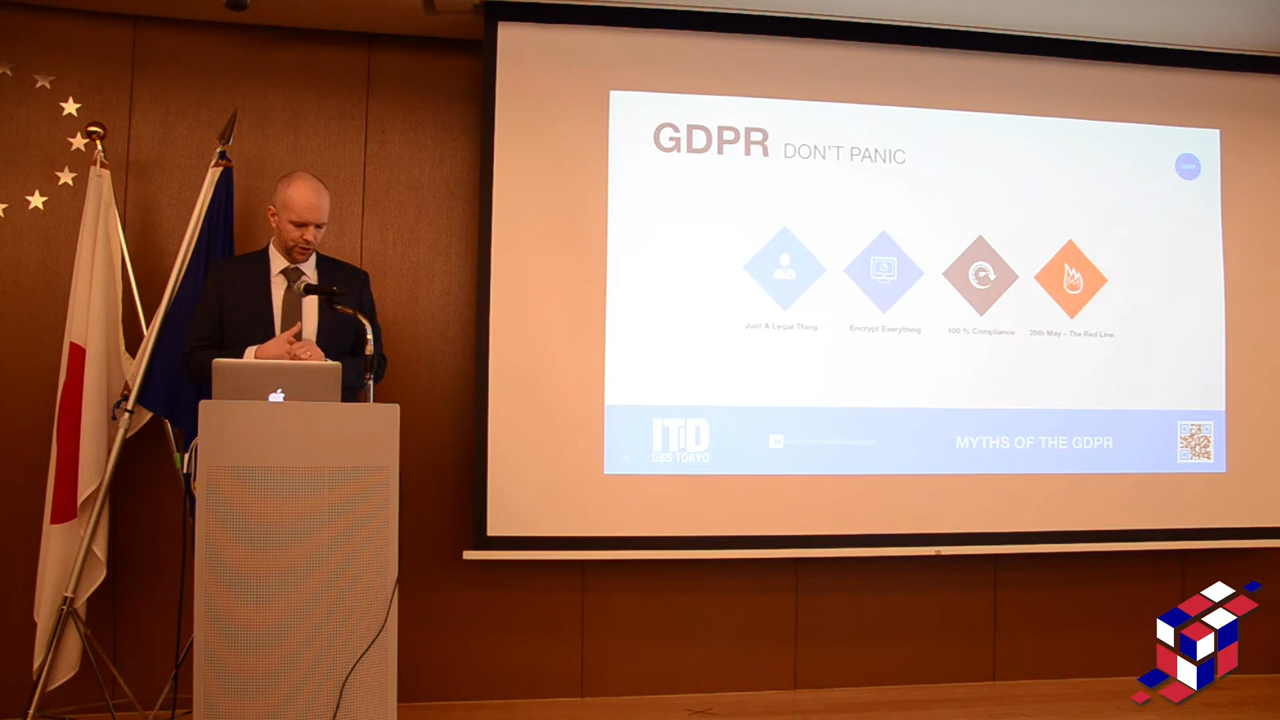 GDPR DON'T PANIC
Just A Legal Thing
Encrypt Everything
100 % Compliance
25th May – The Red Line
ITiD
GBS TOKYO
MYTHS OF THE GDPR